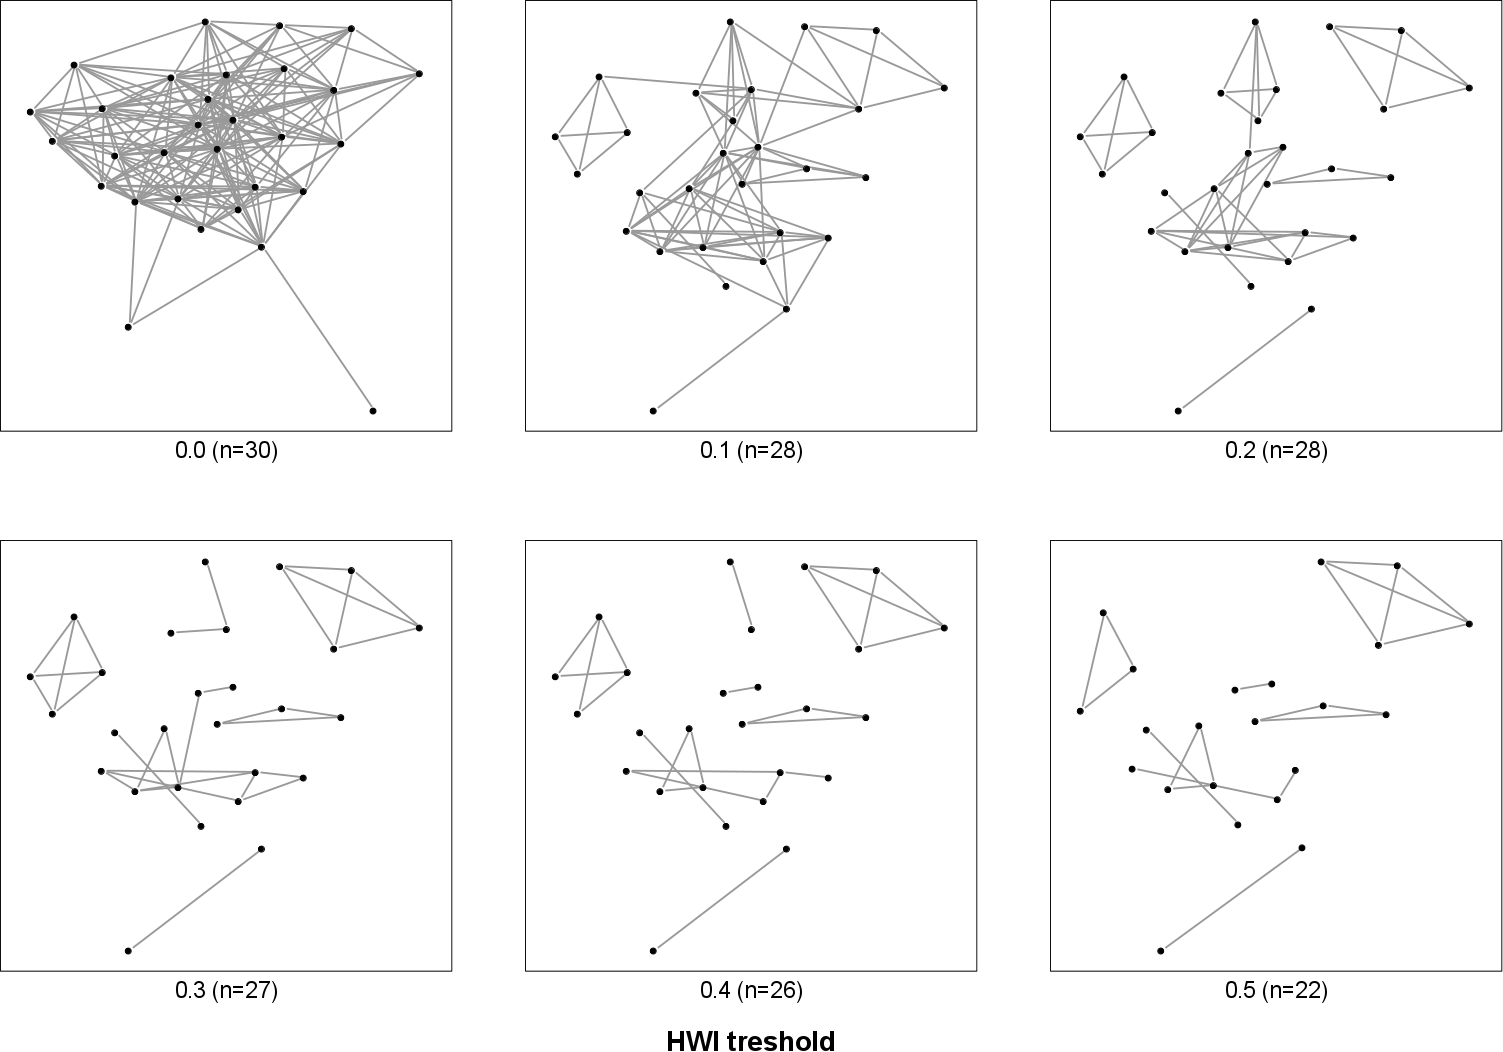 0.0 (n=30)
0.1 (n=28)
0.2 (n=28)
0.3 (n=27)
0.4 (n=26)
0.5 (n=22)
HWI treshold